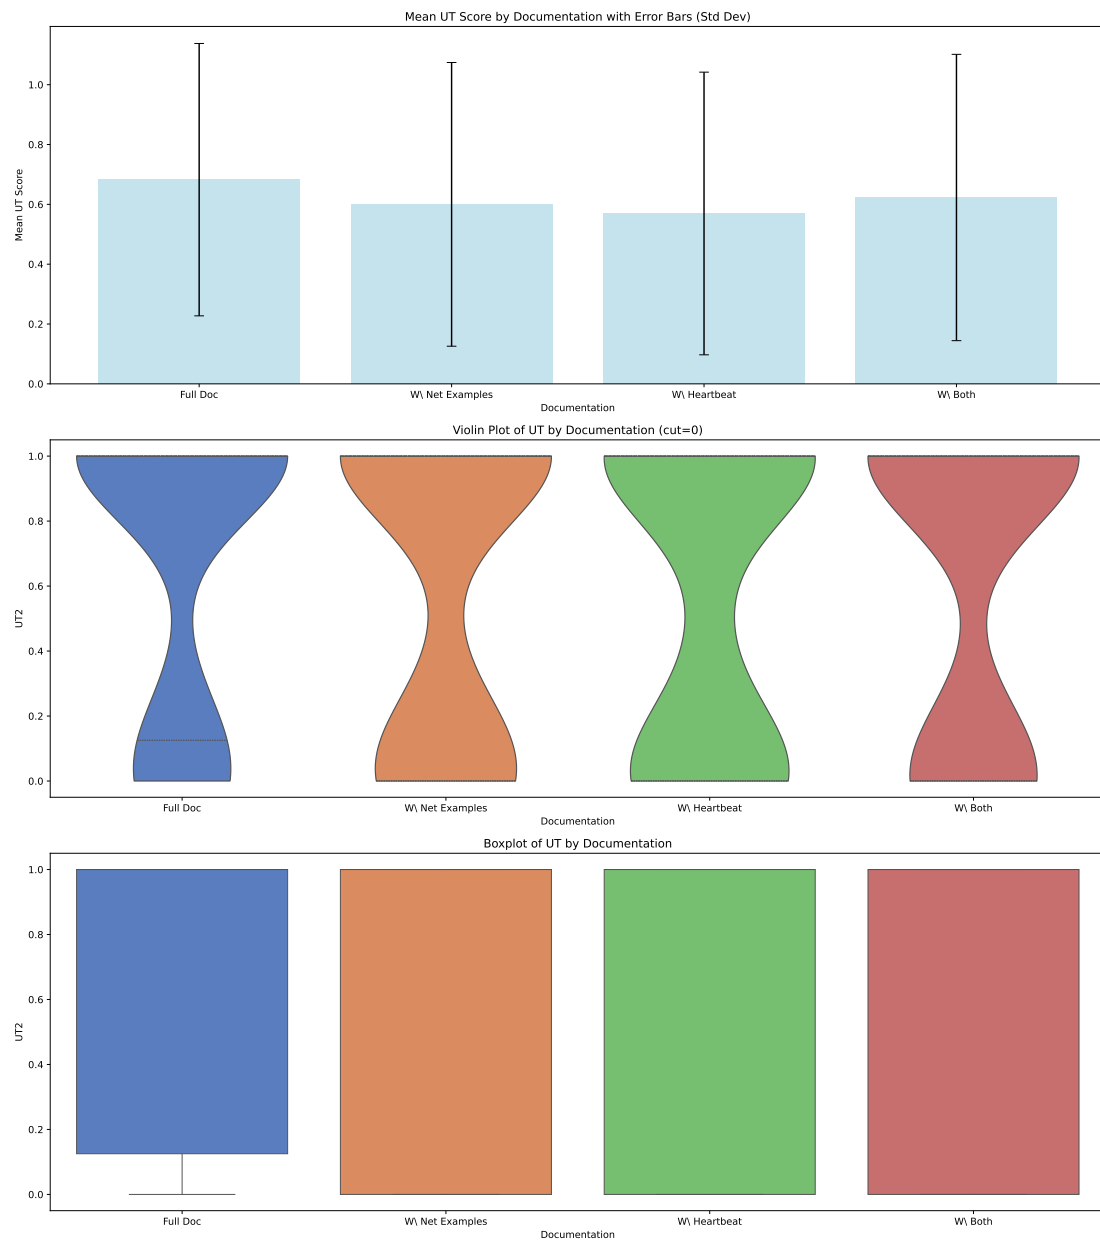 Mean UT Score by Documentation with Error Bars (Std Dev)
Mean UT Score
1.0
0.8
0.6
0.4
0.2
0.0
Full Doc
W\ Net Examples
W\ Heartbeat
W\ Both
Documentation
Violin Plot of UT by Documentation (cut=0)
UT2
1.0
0.8
0.6
0.4
0.2
0.0
Full Doc
W\ Net Examples
W\ Heartbeat
W\ Both
Documentation
Boxplot of UT by Documentation
UT2
1.0
0.8
0.6
0.4
0.2
0.0
Full Doc
W\ Net Examples
W\ Heartbeat
W\ Both
Documentation